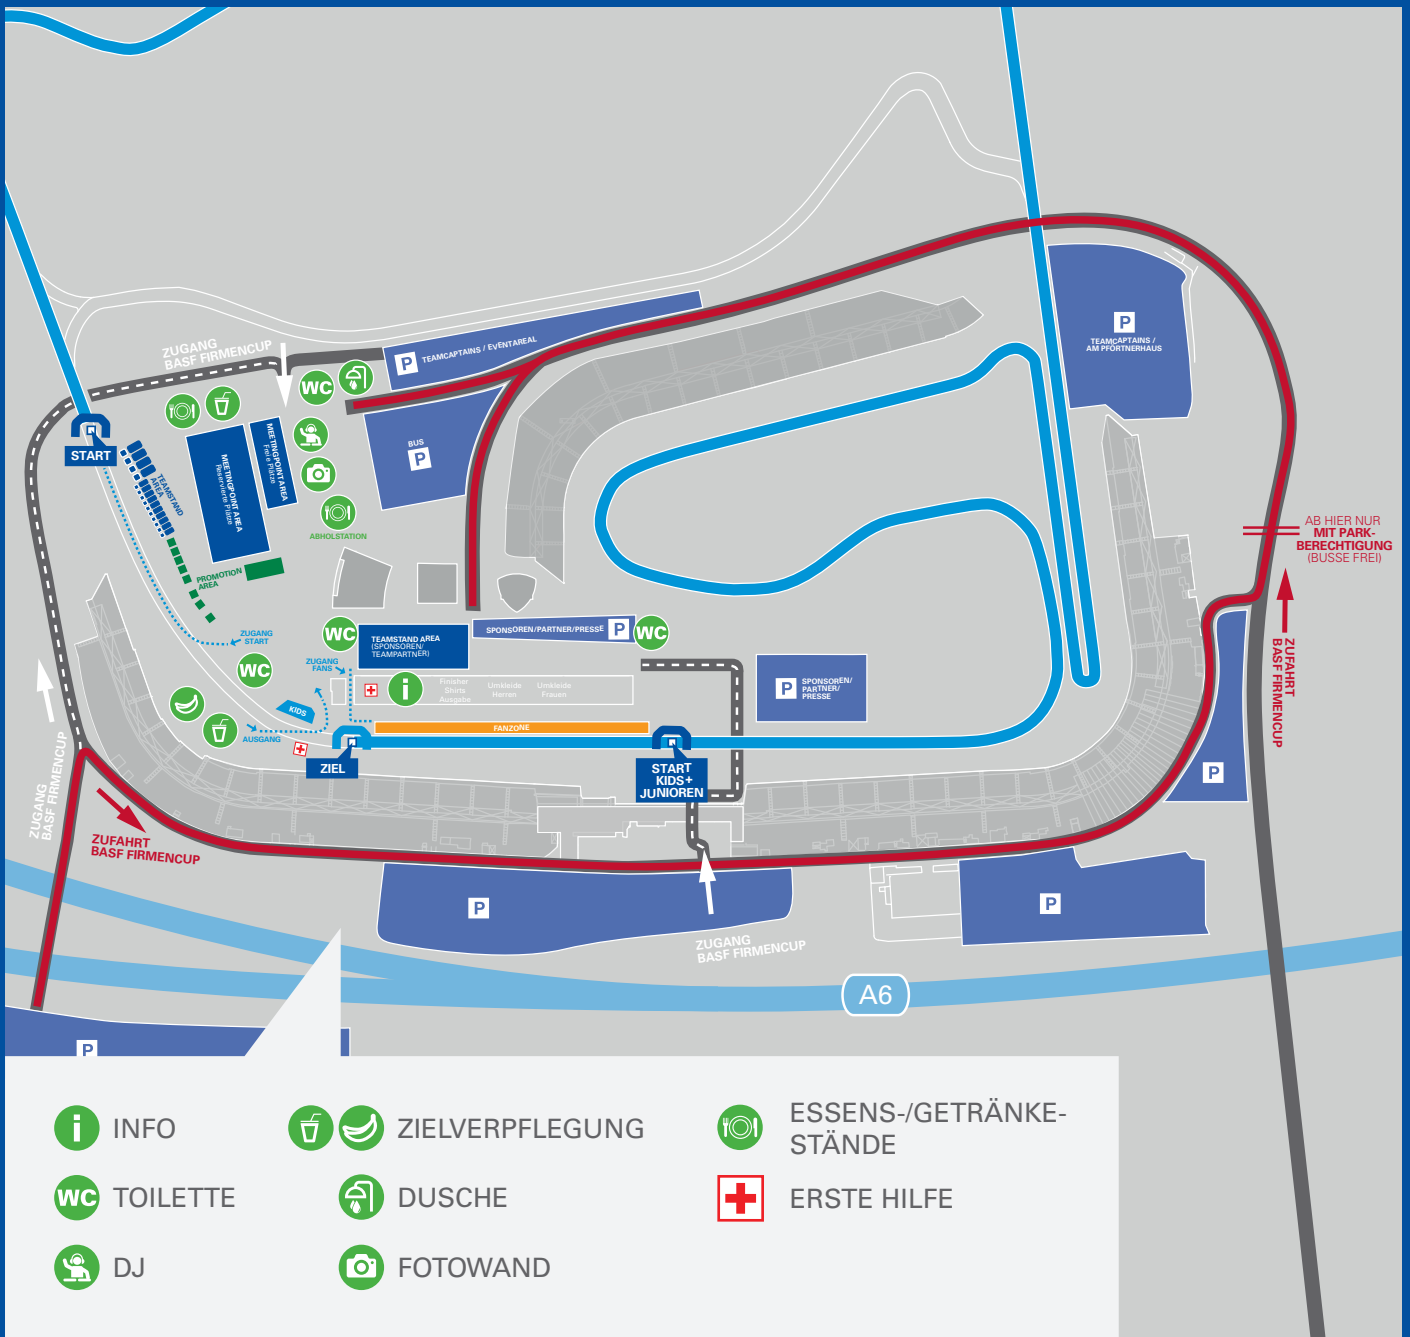 ZUGANG
BASF FIRMENCUP
WC
P
TEAMCAPTAINS / EVENTAREAL
P
TEAMCAPTAINS /
AM PFÖRTNERHAUS
START
MEETINGPOINT AREA
Reservierte Plätze
MEETINGPOINT AREA
Freie Plätze
BUS
P
TEAMSTAND
AREA
ABHOLSTATION
PROMOTION
AREA
AB HIER NUR
MIT PARK-
BERECHTIGUNG
(BUSSE FREI)
ZUGANG
START
WC
TEAMSTAND AREA
(SPONSOREN/
TEAMPARTNER)
SPONSOREN/PARTNER/PRESSE
P
WC
ZUGANG
FANS
WC
i
Finisher
Shirts
Ausgabe
Umkleide
Herren
Umkleide
Frauen
P
SPONSOREN/
PARTNER/
PRESSE
KIDS
AUSGANG
FANZONE
ZIEL
START
KIDS+
JUNIOREN
ZUFAHRT
BASF FIRMENCUP
P
ZUGANG
BASF FIRMENCUP
ZUFAHRT
BASF FIRMENCUP
P
P
ZUGANG
BASF FIRMENCUP
A6
P
i INFO
WC TOILETTE
DJ
ZIELVERPFLEGUNG
DUSCHE
FOTOWAND
ESSENS-/GETRÄNKE-
STÄNDE
ERSTE HILFE